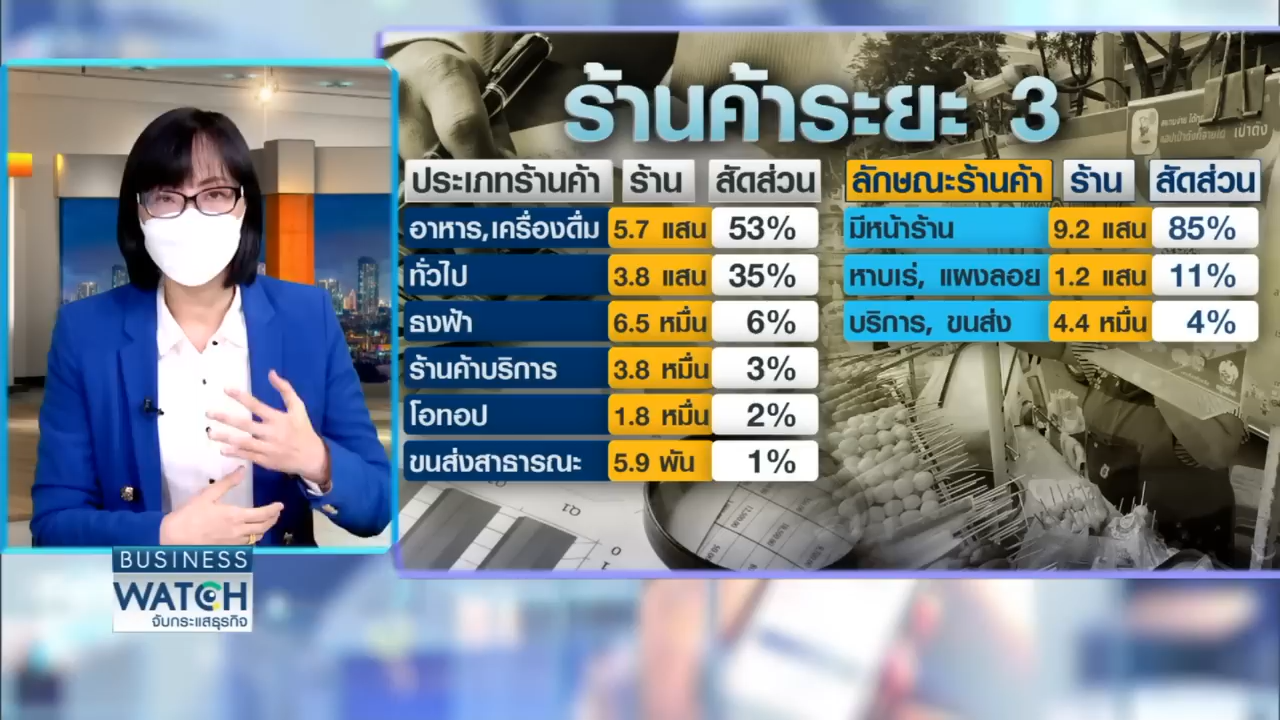 ร้านค้าระยะ 3
ประเภทร้านค้า ร้าน สัดส่วน
อาหาร,เครื่องดื่ม 5.7 แสน 53%
ทั่วไป 3.8 แสน 35%
ธงฟ้า 6.5 หมื่น 6%
ร้านค้าบริการ 3.8 หมื่น 3%
โอทอป 1.8 หมื่น 2%
ขนส่งสาธารณะ 5.9 พัน 1%
ลักษณะร้านค้า ร้าน สัดส่วน
มีหน้าร้าน 9.2 แสน 85%
หาบเร่, แผงลอย 1.2 แสน 11%
บริการ, ขนส่ง 4.4 หมื่น 4%
เป๋าตัง
Q1
0
1
BUSINESS
WATCH
จับกระแสธุรกิจ